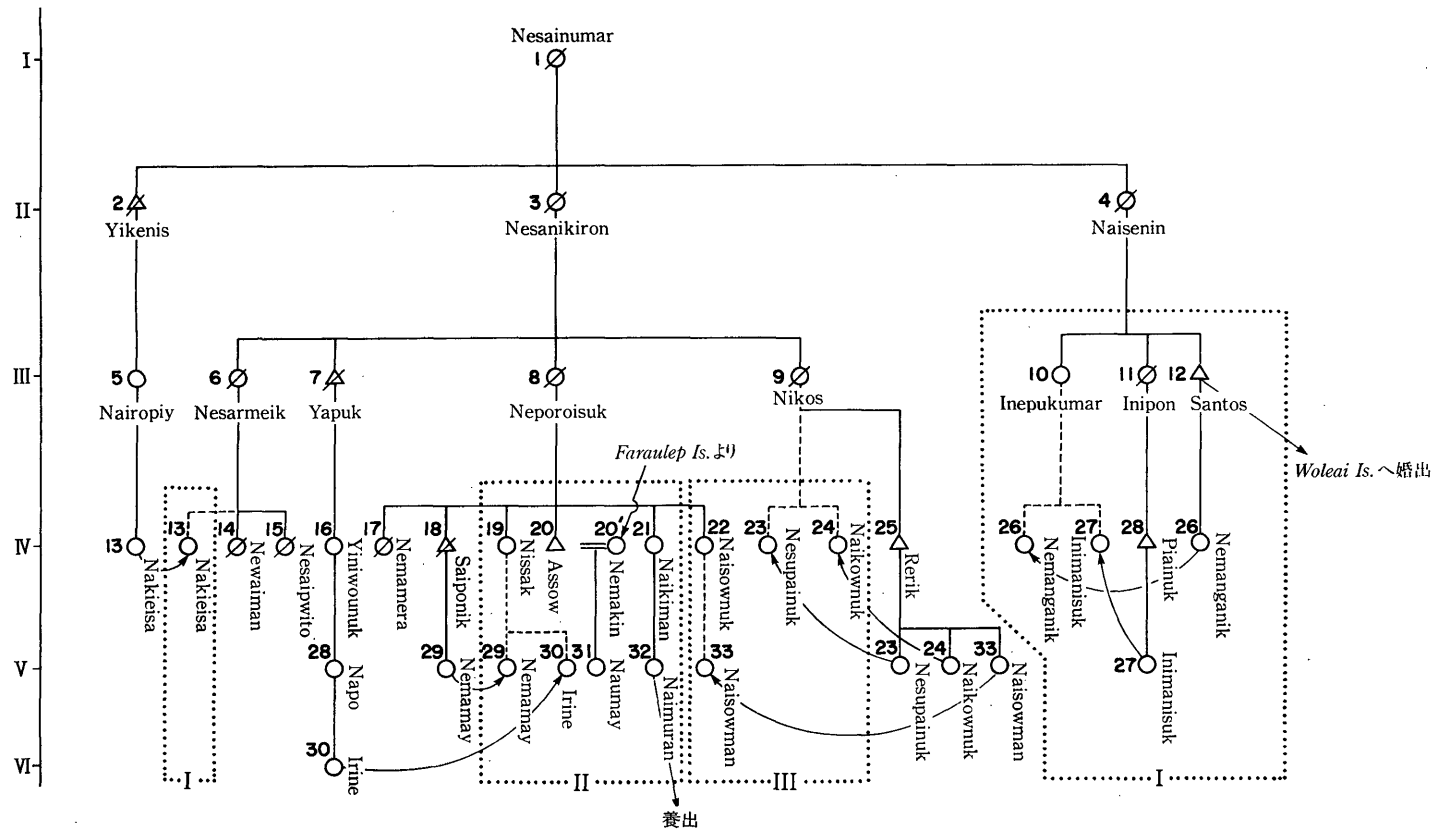 Nesainumar
I
1
II
2
3
4
Yikenis
Nesanikiron
Naisenin
III
5
6
7
8
9
10
11
12
Nairopiy
Nesarmeik
Yapuk
Neporoisuk
Nikos
Inepukumar
Inipon
Santos
Faraulep Is.より
Woleai Is.へ婚出
IV
13
13
14
15
16
17
18
19
20
20'
21
22
23
24
25
26
27
28
26
Nakieisa
Nakieisa
Newaiman
Nesaipwito
Yiniwounuk
Nemamera
Saiponik
Nissak
Assow
Nemakin
Naikiman
Naisownuk
Nesupainuk
Naikownuk
Rerik
Nemanganik
Inimanisuk
Piainuk
Nemanganik
V
28
29
29
30
31
32
33
23
24
33
27
Napo
Nemamay
Nemamay
Irine
Naumay
Naimuran
Naisowman
Nesupainuk
Naikownuk
Naisowman
Inimanisuk
VI
30
Irine
I
II
III
I
養出